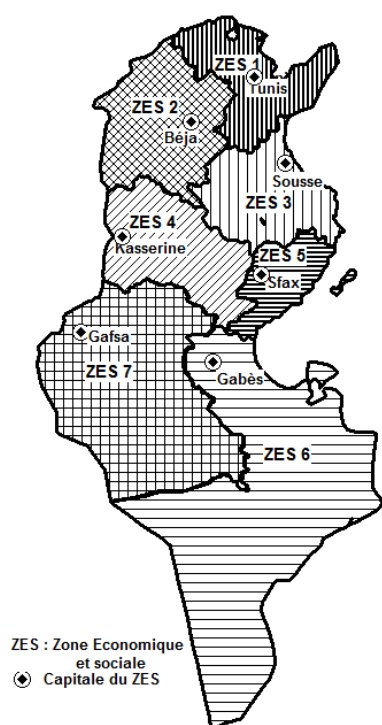 ZES 1
Tunis
ZES 2
Béja
Sousse
ZES 3
ZES 4
Kasserine
ZES 5
Sfax
Gafsa
Gabès
ZES 7
ZES 6
ZES : Zone Economique
et sociale
Capitale du ZES